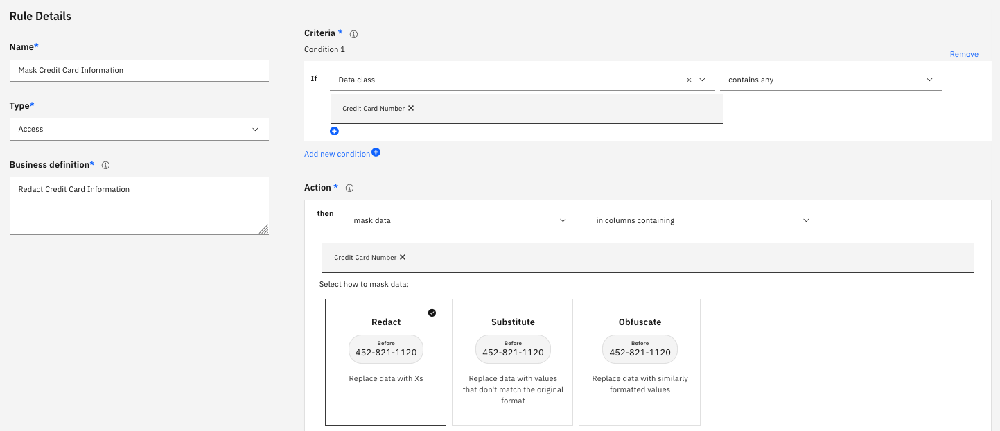 Rule Details
Name*
Mask Credit Card Information
Type*
Access
Business definition*
Redact Credit Card Information
Criteria *
Condition 1
Remove
If
Data class
contains any
Credit Card Number
Add new condition
Action *
then
mask data
in columns containing
Credit Card Number
Select how to mask data:
Redact
Before
452-821-1120
Replace data with Xs
Substitute
Before
452-821-1120
Replace data with values
that don't match the original
format
Obfuscate
Before
452-821-1120
Replace data with similarly
formatted values